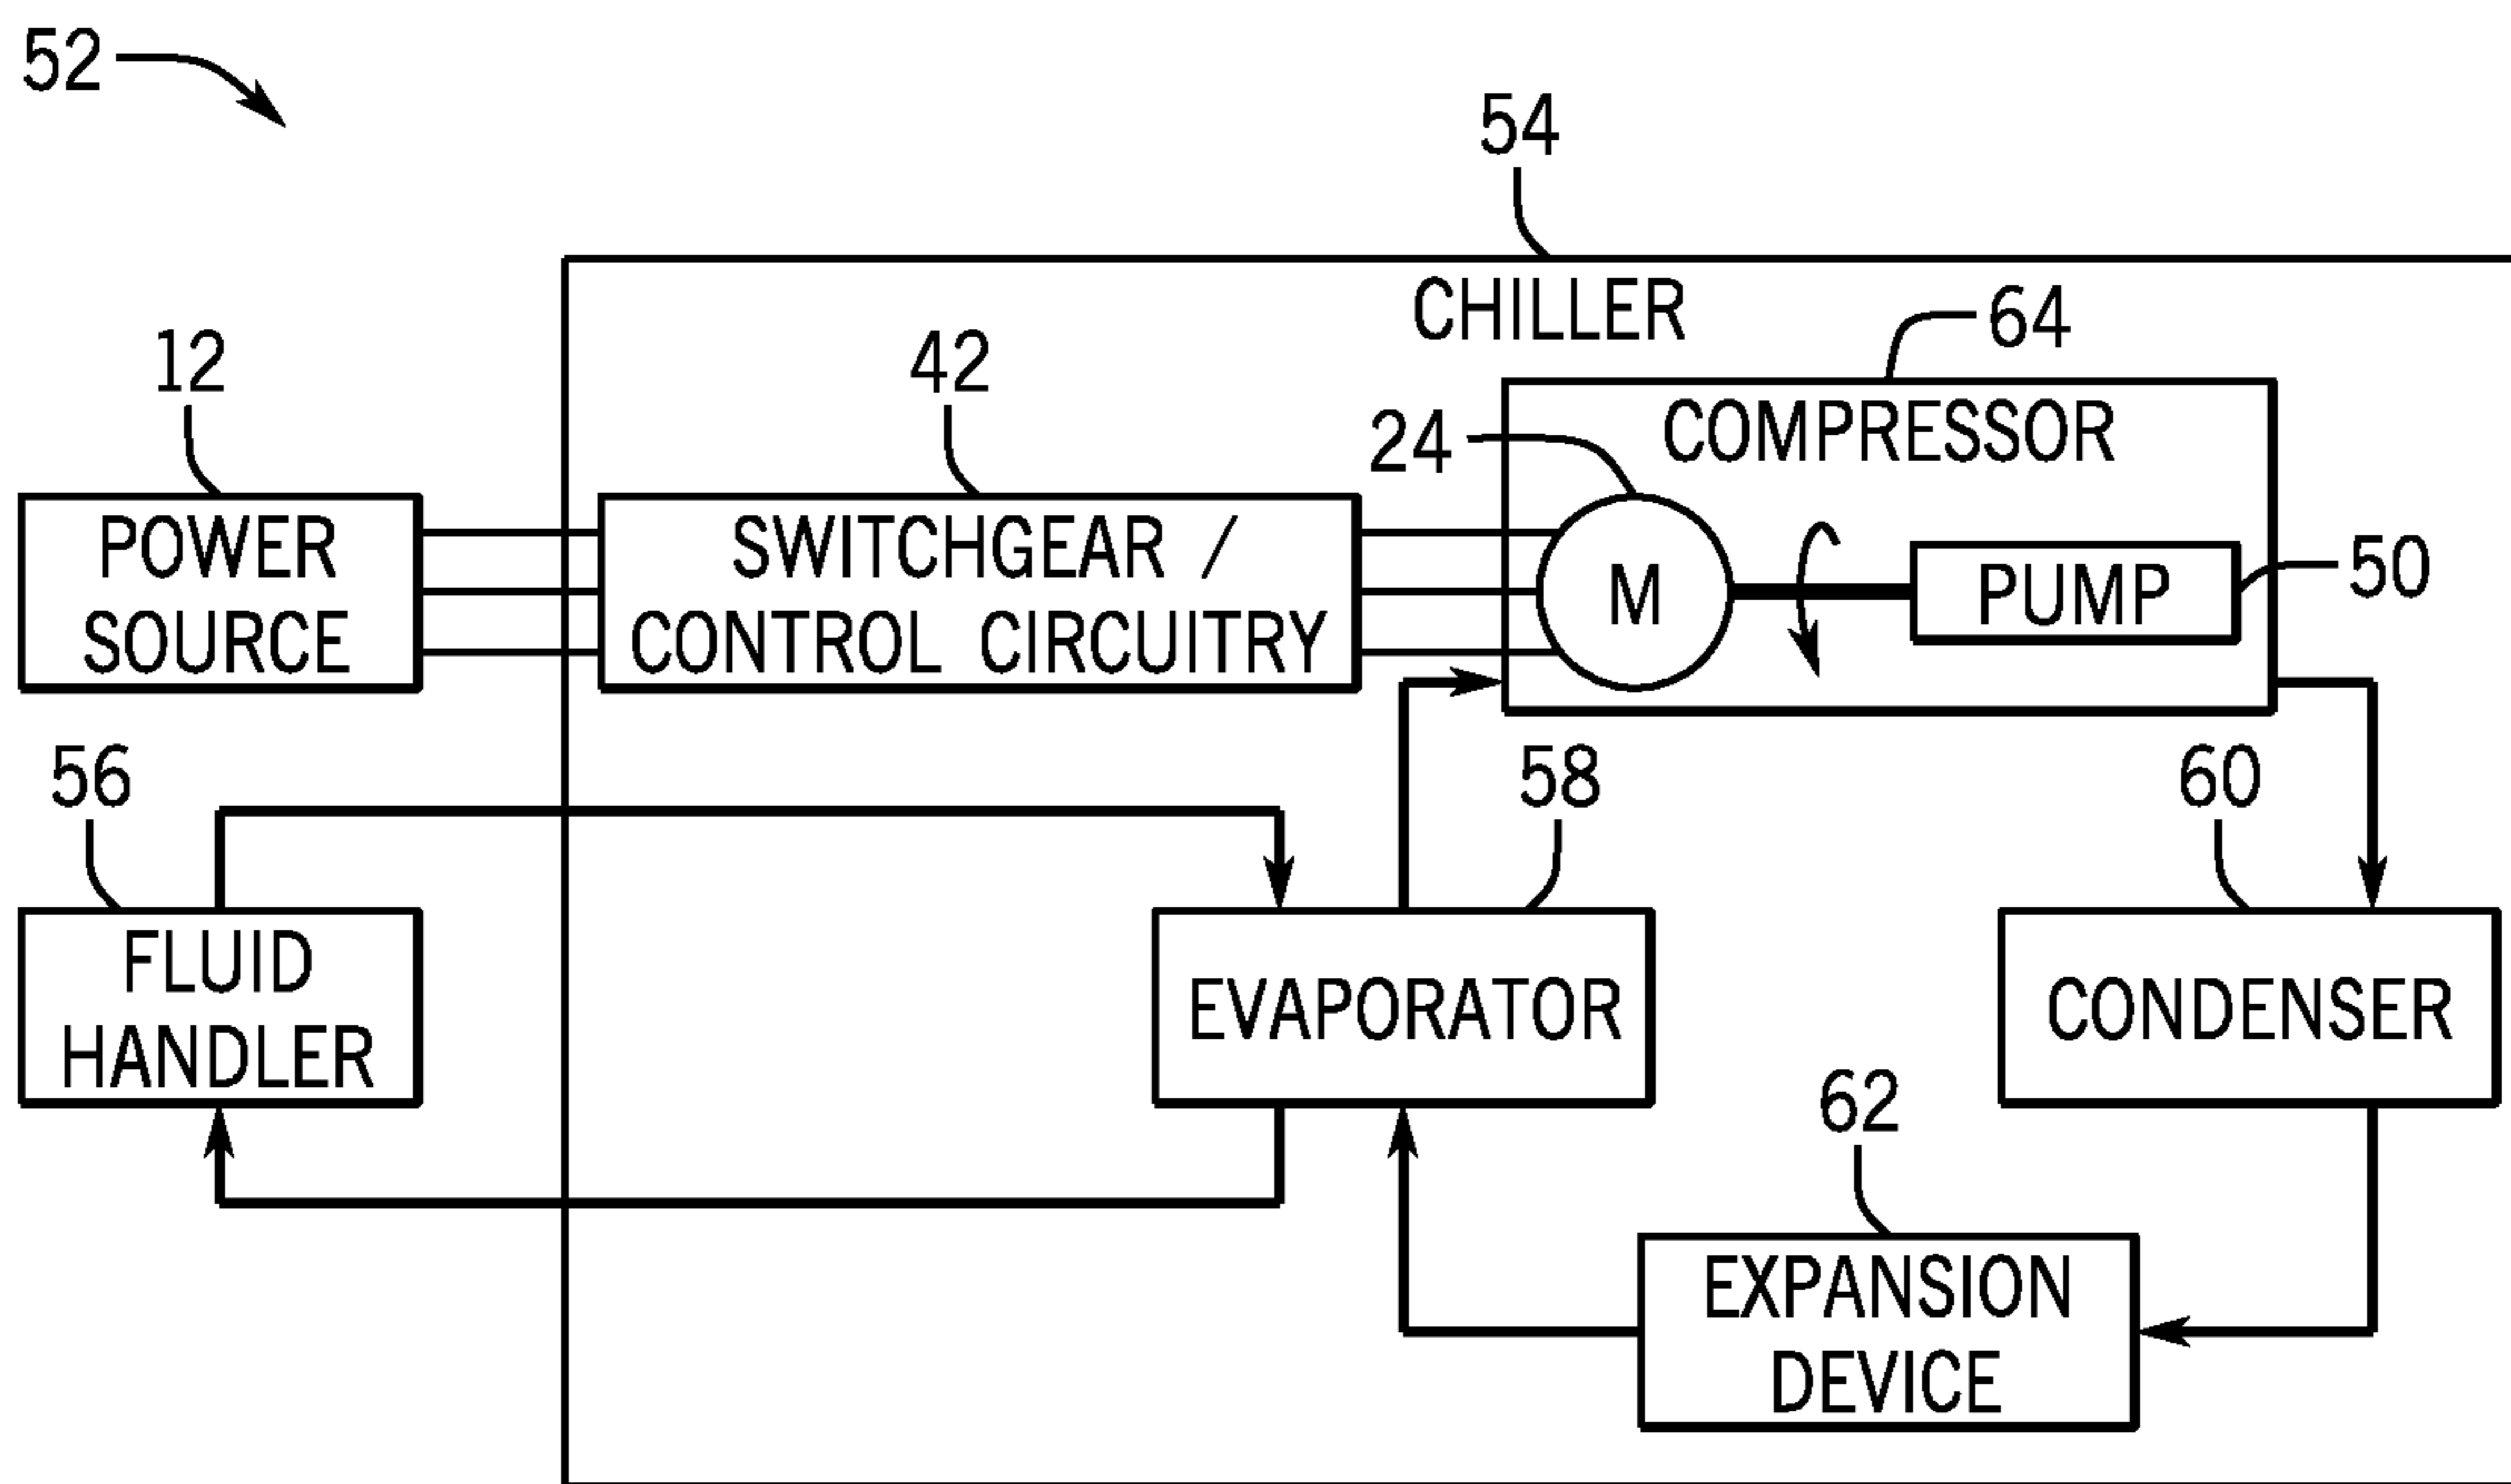 52
54
CHILLER
64
12
42
24
COMPRESSOR
POWER
SOURCE
SWITCHGEAR /
CONTROL CIRCUITRY
M
PUMP
50
56
58
60
FLUID
HANDLER
EVAPORATOR
CONDENSER
62
EXPANSION
DEVICE